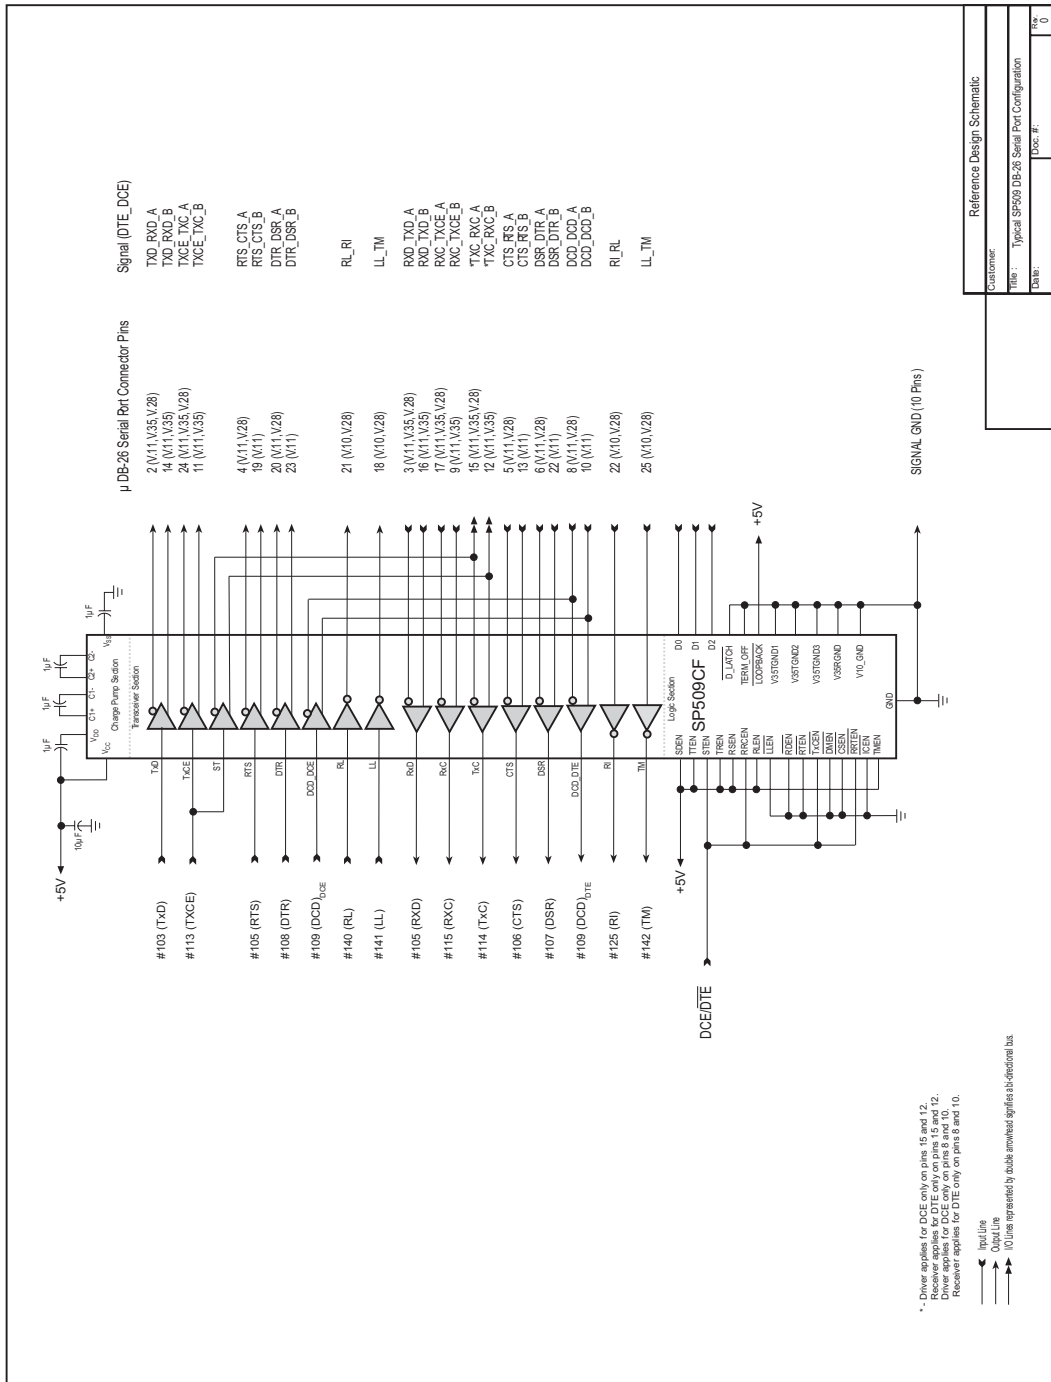 Reference Design Schematic
Customer:
Title : Typical SP509 DB-26 Serial Port Configuration
Date:
Doc. #:
Rev.
0
µ DB-26 Serial Port Connector Pins
Signal (DTE_DCE)
2 (V.11, V.35, V.28) TXD_RXD_A
14 (V.11, V.35) TXD_RXD_B
24 (V.11, V.35, V.28) TXCE_TXC_A
11 (V.11, V.35) TXCE_TXC_B
4 (V.11, V.28) RTS_CTS_A
19 (V.11) RTS_CTS_B
20 (V.11, V.28) DTR_DSR_A
23 (V.11) DTR_DSR_B
21 (V.10, V.28) RL_RI
18 (V.10, V.28) LL_TM
3 (V.11, V.35, V.28) RXD_TXD_A
16 (V.11, V.35) RXD_TXD_B
17 (V.11, V.35, V.28) RXC_TXCE_A
9 (V.11, V.35) RXC_TXCE_B
15 (V.11, V.35, V.28) *TXC_RXC_A
12 (V.11, V.35) *TXC_RXC_B
5 (V.11, V.28) CTS_RTS_A
13 (V.11) CTS_RTS_B
6 (V.11, V.28) DSR_DTR_A
22 (V.11) DSR_DTR_B
8 (V.11, V.28) DCD_DCD_A
10 (V.11) DCD_DCD_B
22 (V.10, V.28) RI_RL
25 (V.10, V.28) LL_TM
+5V
10µF
1µF
1µF
1µF
1µF
VCC
VDD
C1+
C1-
C2+
C2-
VSS
Charge Pump Section
Transceiver Section
#103 (TxD)
TxD
#113 (TXCE)
TxCE
ST
#105 (RTS)
RTS
#108 (DTR)
DTR
#109 (DCD)DCE
DCD_DCE
#140 (RL)
RL
#141 (LL)
LL
#105 (RXD)
RxD
#115 (RXC)
RxC
#114 (TxC)
TxC
#106 (CTS)
CTS
#107 (DSR)
DSR
#109 (DCD)DTE
DCD_DTE
#125 (RI)
RI
#142 (TM)
TM
Logic Section
SP509CF
+5V
DCE/DTE
SDEN
TTEN
STEN
TREN
RSEN
RRCEN
RLEN
LLEN
RDEN
RTEN
TxCEN
DMEN
CSEN
RRTEN
ICEN
TMEN
D0
D1
D2
D_LATCH
TERM_OFF
LOOPBACK
V35TGND1
V35TGND2
V35TGND3
V35RGND
V10_GND
GND
+5V
SIGNAL GND (10 Pins )
* - Driver applies for DCE only on pins 15 and 12.
Receiver applies for DTE only on pins 15 and 12.
Driver applies for DCE only on pins 8 and 10.
Receiver applies for DTE only on pins 8 and 10.
Input Line
Output Line
I/O Lines represented by double arrowhead signifies a bi-directional bus.